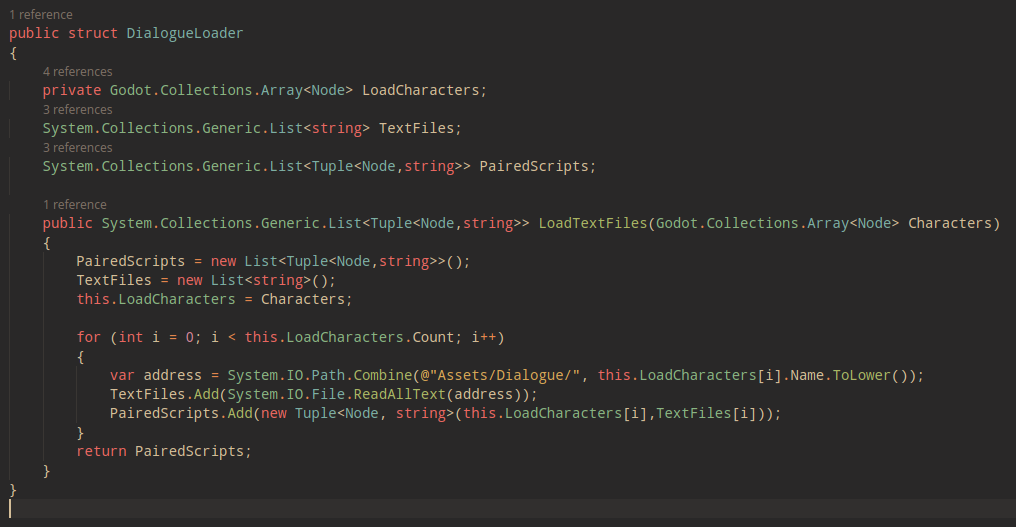 1 reference
public struct DialogueLoader
{
4 references
private Godot.Collections.Array<Node> LoadCharacters;
3 references
System.Collections.Generic.List<string> TextFiles;
3 references
System.Collections.Generic.List<Tuple<Node,string>> PairedScripts;
1 reference
public System.Collections.Generic.List<Tuple<Node,string>> LoadTextFiles(Godot.Collections.Array<Node> Characters)
{
PairedScripts = new List<Tuple<Node,string>>();
TextFiles = new List<string>();
this.LoadCharacters = Characters;
for (int i = 0; i < this.LoadCharacters.Count; i++)
{
var address = System.IO.Path.Combine(@"Assets/Dialogue/", this.LoadCharacters[i].Name.ToLower());
TextFiles.Add(System.IO.File.ReadAllText(address));
PairedScripts.Add(new Tuple<Node, string>(this.LoadCharacters[i],TextFiles[i]));
}
return PairedScripts;
}
}